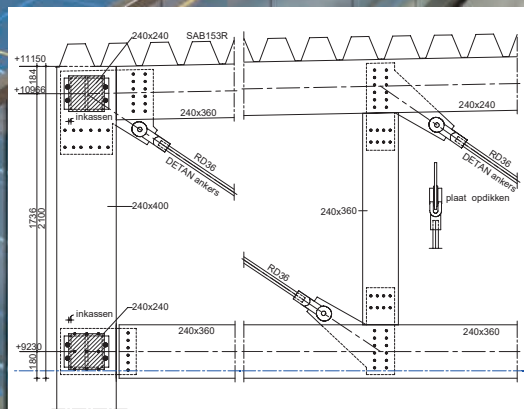 240x240
SAB153R
+11150
184
+10966
inkassen
240x360
240x240
RD36
DETAN ankers
RD36
DETAN ankers
1736
2100
240x400
240x360
plaat opdikken
RD36
inkassen
240x240
240x360
240x360
+9230
180